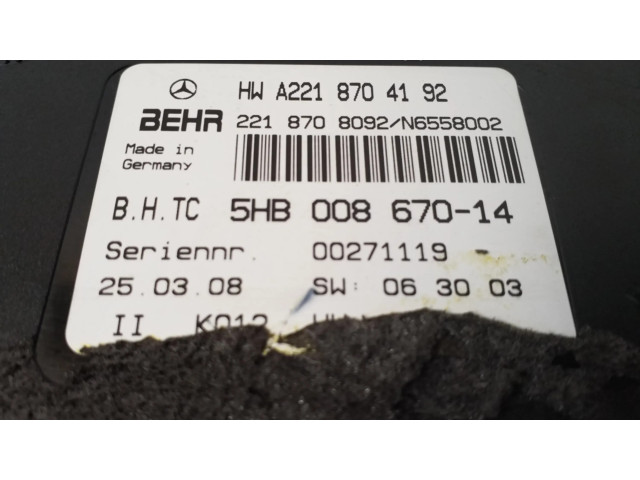 HW A221 870 41 92
BEHR 221 870 8092/N6558002
Made in
Germany
B.H.TC 5HB 008 670-14
Seriennr. 00271119
25.03.08 SW: 06 30 03
II